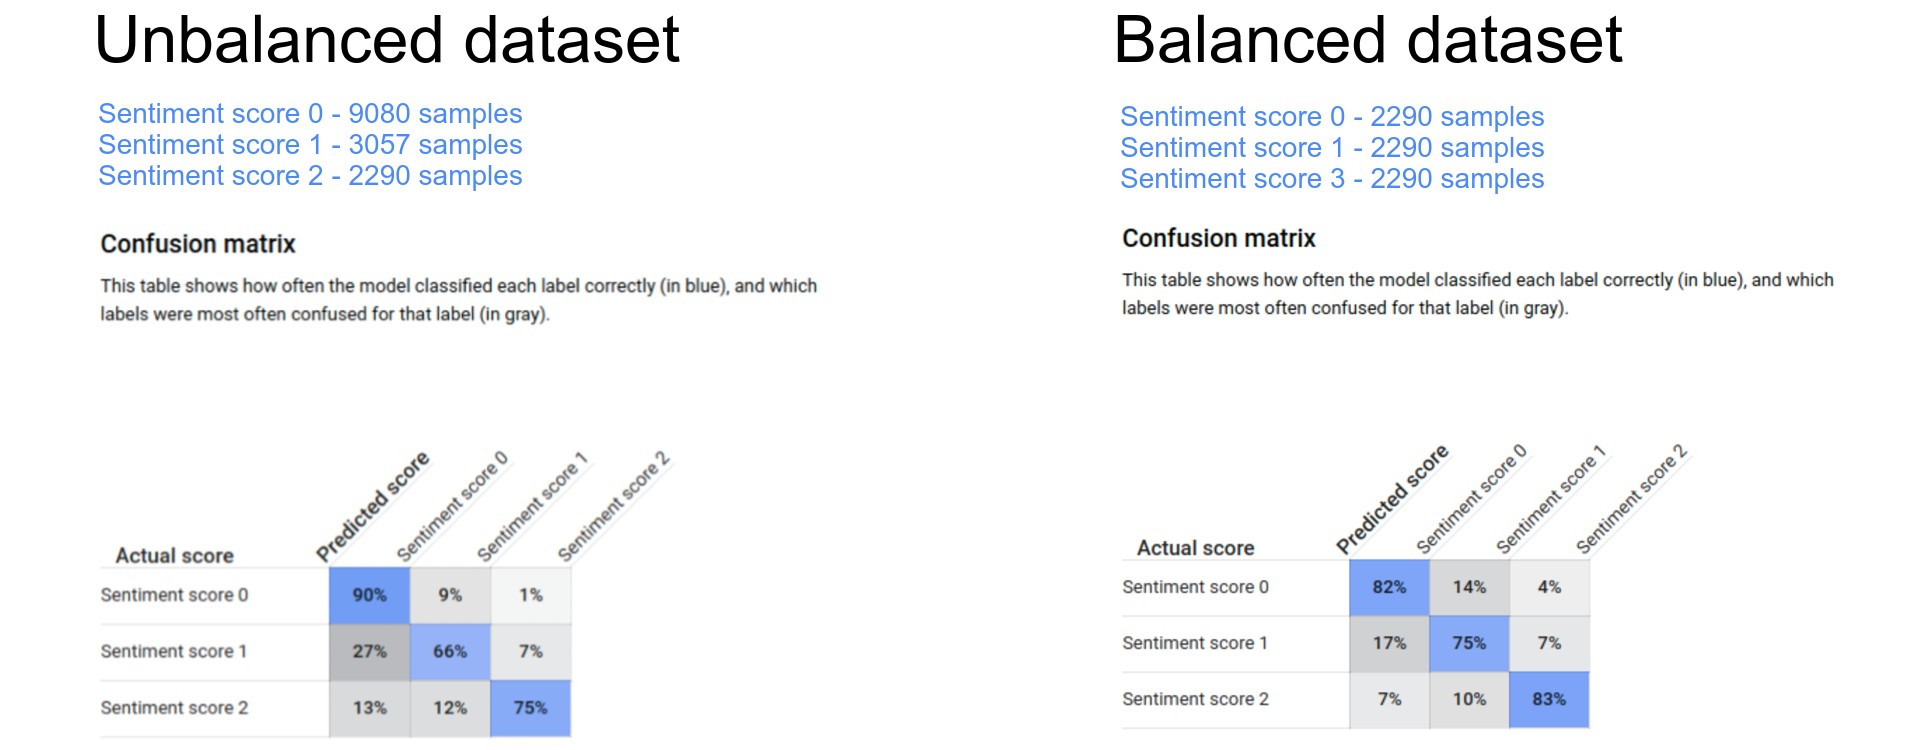 Unbalanced dataset
Sentiment score 0 - 9080 samples
Sentiment score 1 - 3057 samples
Sentiment score 2 - 2290 samples
Confusion matrix
This table shows how often the model classified each label correctly (in blue), and which
labels were most often confused for that label (in gray).
Predicted score
Sentiment score 0
Sentiment score 1
Sentiment score 2
Actual score
Sentiment score 0 90% 9% 1%
Sentiment score 1 27% 66% 7%
Sentiment score 2 13% 12% 75%
Balanced dataset
Sentiment score 0 - 2290 samples
Sentiment score 1 - 2290 samples
Sentiment score 3 - 2290 samples
Confusion matrix
This table shows how often the model classified each label correctly (in blue), and which
labels were most often confused for that label (in gray).
Predicted score
Sentiment score 0
Sentiment score 1
Sentiment score 2
Actual score
Sentiment score 0 82% 14% 4%
Sentiment score 1 17% 75% 7%
Sentiment score 2 7% 10% 83%